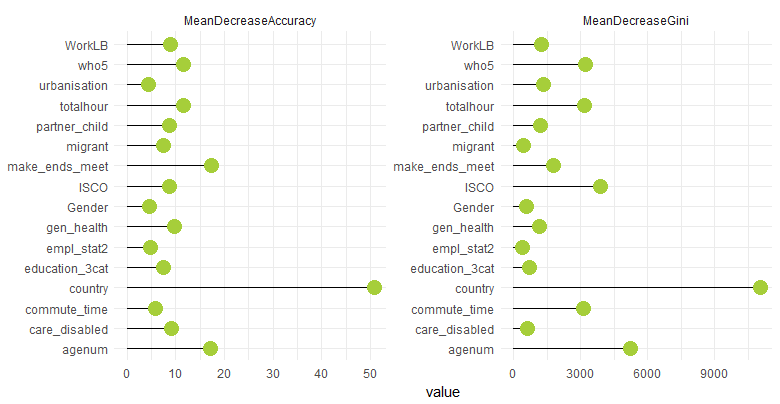 MeanDecreaseAccuracy
WorkLB
who5
urbanisation
totalhour
partner_child
migrant
make_ends_meet
ISCO
Gender
gen_health
empl_stat2
education_3cat
country
commute_time
care_disabled
agenum
0 10 20 30 40 50
MeanDecreaseGini
WorkLB
who5
urbanisation
totalhour
partner_child
migrant
make_ends_meet
ISCO
Gender
gen_health
empl_stat2
education_3cat
country
commute_time
care_disabled
agenum
0 3000 6000 9000
value